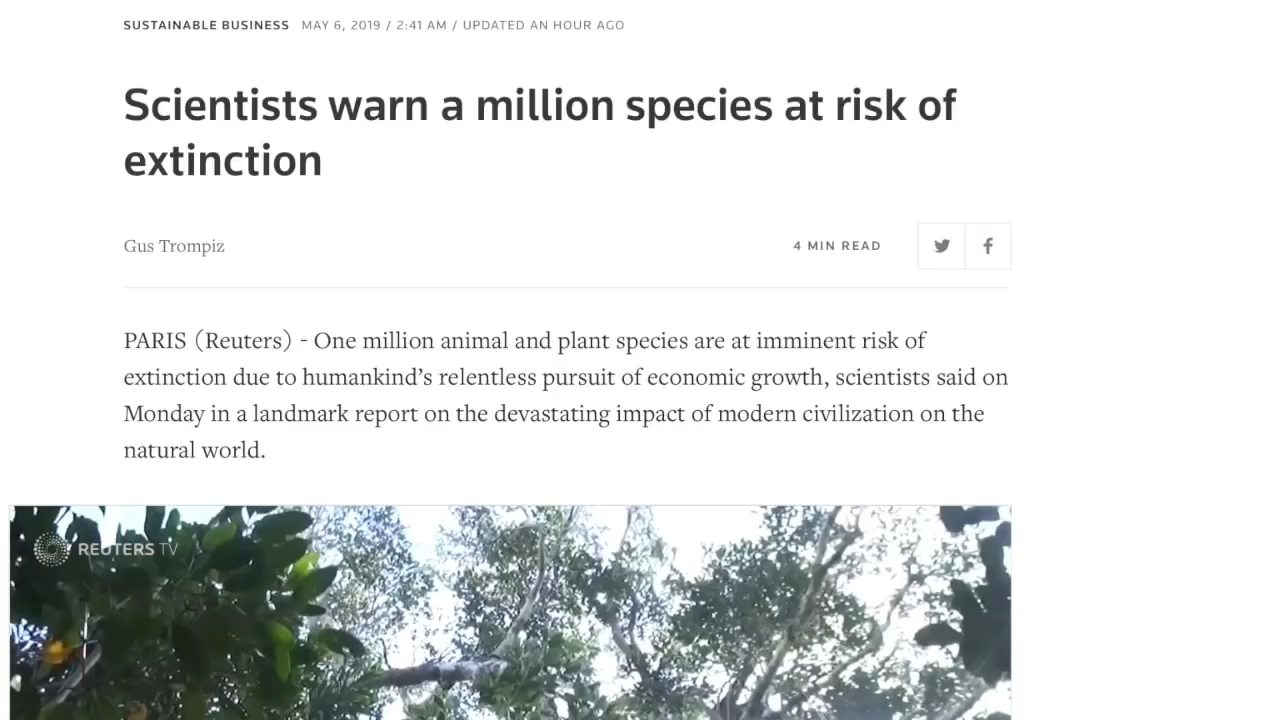 SUSTAINABLE BUSINESS MAY 6, 2019 / 2:41 AM / UPDATED AN HOUR AGO
Scientists warn a million species at risk of
extinction
Gus Trompiz
4 MIN READ
PARIS (Reuters) - One million animal and plant species are at imminent risk of
extinction due to humankind’s relentless pursuit of economic growth, scientists said on
Monday in a landmark report on the devastating impact of modern civilization on the
natural world.
REUTERS TV